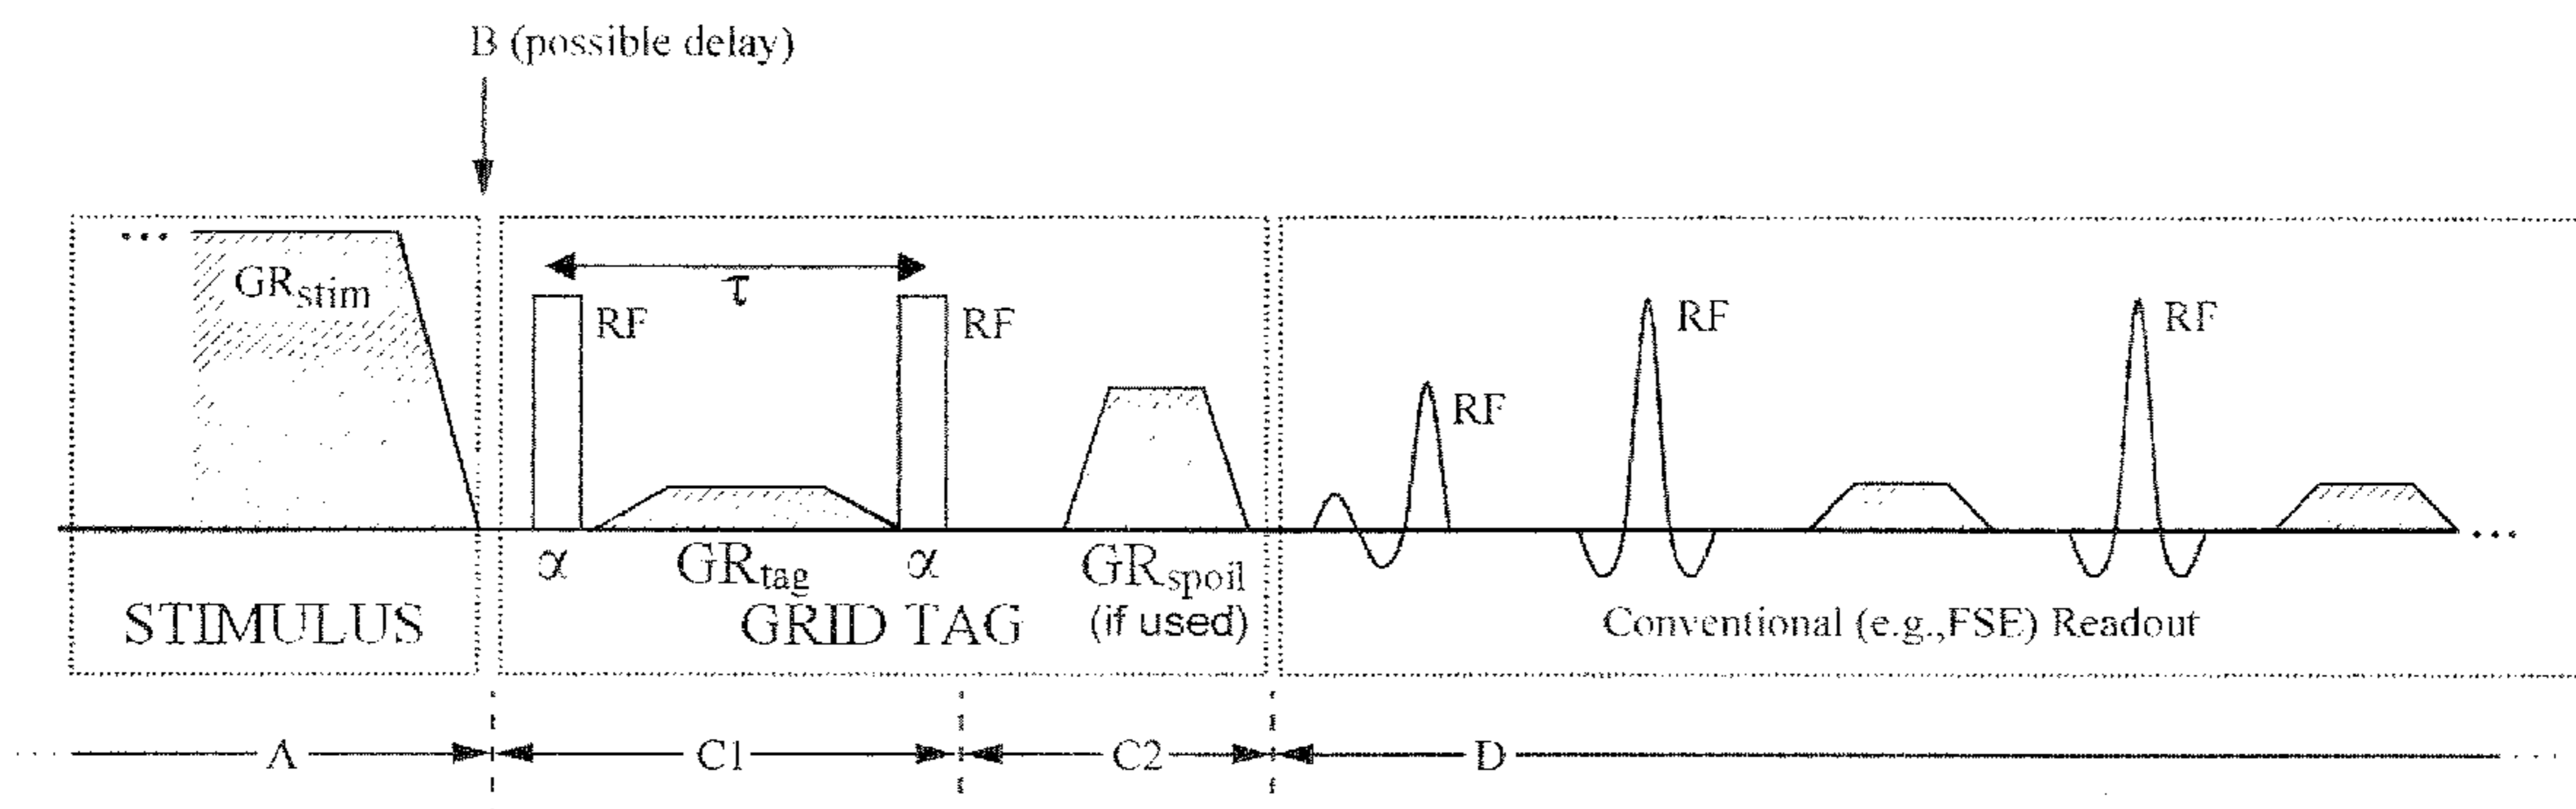 B (possible delay)
GRstim
τ
RF
RF
RF
RF
RF
α
GRtag
α
GRspoil
(if used)
STIMULUS
GRID TAG
Conventional (e.g.,FSE) Readout
A
C1
C2
D